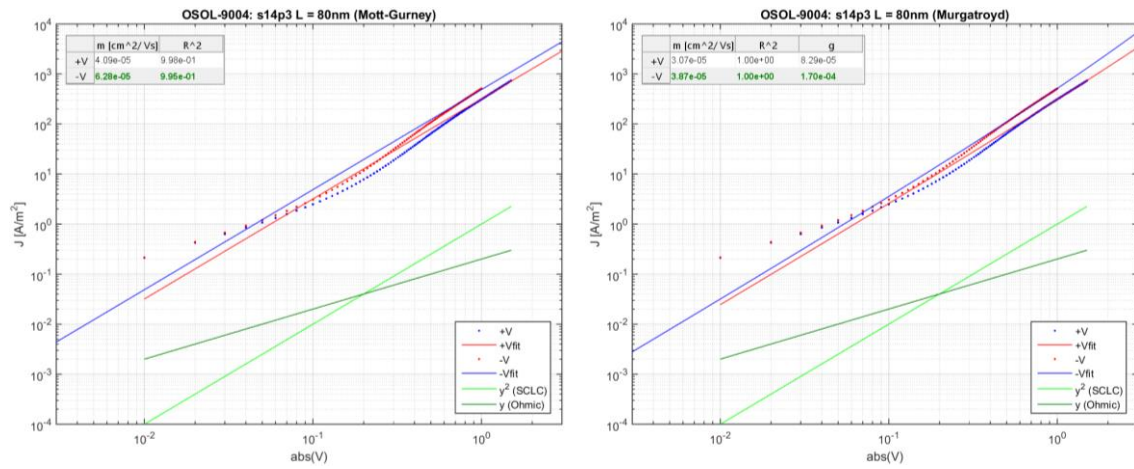 OSOL-9004: s14p3 L = 80nm (Mott-Gurney)
m [cm^2/ Vs] R^2
+V 4.09e-05 9.98e-01
-V 6.28e-05 9.95e-01
J [A/m²]
10^4
10^3
10^2
10^1
10^0
10^-1
10^-2
10^-3
10^-4
10^-2 10^-1 10^0
abs(V)
+V
+Vfit
-V
-Vfit
y² (SCLC)
y (Ohmic)
OSOL-9004: s14p3 L = 80nm (Murgatroyd)
m [cm^2/ Vs] R^2 g
+V 3.07e-05 1.00e+00 8.29e-05
-V 3.87e-05 1.00e+00 1.70e-04
J [A/m²]
10^4
10^3
10^2
10^1
10^0
10^-1
10^-2
10^-3
10^-4
10^-2 10^-1 10^0
abs(V)
+V
+Vfit
-V
-Vfit
y² (SCLC)
y (Ohmic)